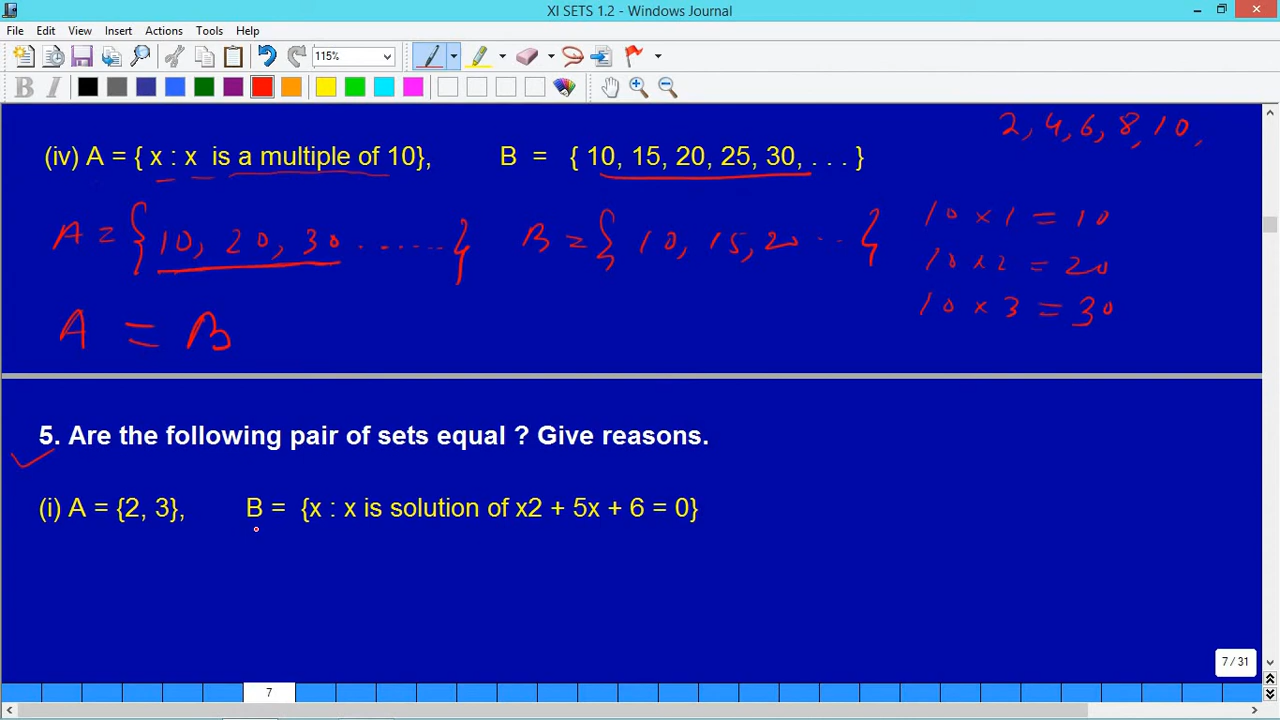 XI SETS 1.2 - Windows Journal
File Edit View Insert Actions Tools Help
115%
B I
2, 4, 6, 8, 10,
(iv) A = { x : x is a multiple of 10}, B = { 10, 15, 20, 25, 30, . . . }
A = { 10, 20, 30 ....... } B = { 10, 15, 20 ... } 10 x 1 = 10
10 x 2 = 20
10 x 3 = 30
A = B
5. Are the following pair of sets equal ? Give reasons.
(i) A = {2, 3}, B = {x : x is solution of x2 + 5x + 6 = 0}
7 / 31
7